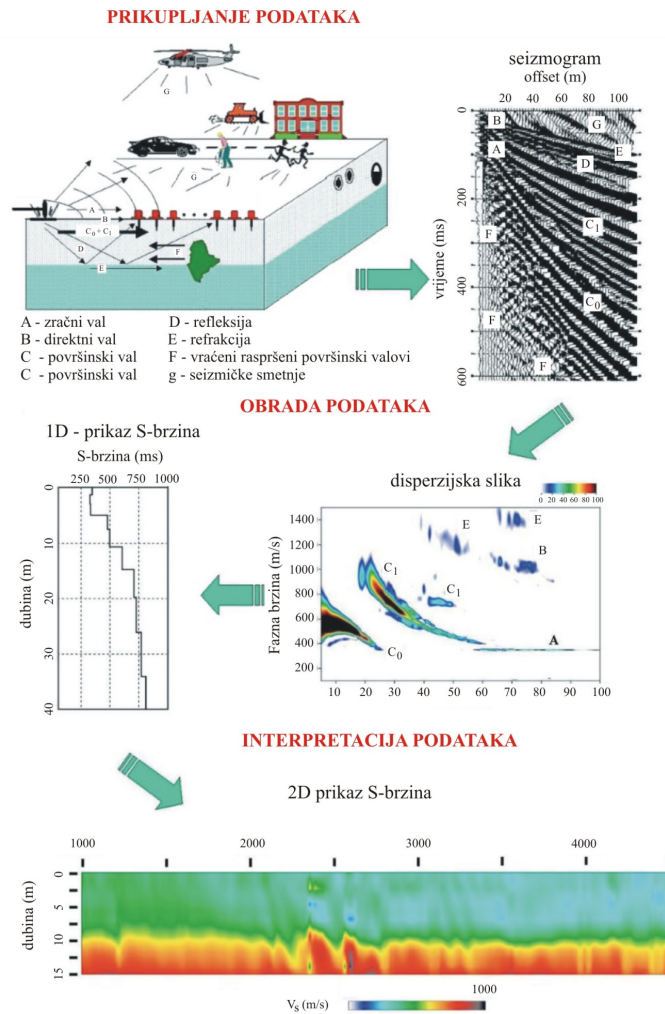 PRIKUPLJANJE PODATAKA
G
G
A
B
C0 + C1
D
E
F
seizmogram
offset (m)
20 40 60 80 100
vrijeme (ms)
0
200
400
600
B
A
G
E
D
C1
C0
F
F
F
A - zračni val
B - direktni val
C - površinski val
C - površinski val
D - refleksija
E - refrakcija
F - vraćeni raspršeni površinski valovi
g - seizmičke smetnje
OBRADA PODATAKA
1D - prikaz S-brzina
S-brzina (ms)
250 500 750 1000
dubina (m)
0
10
20
30
40
disperzijska slika
0 20 40 60 80 100
Fazna brzina (m/s)
1400
1200
1000
800
600
400
200
E
E
B
C1
C1
C0
A
10 20 30 40 50 60 70 80 90 100
INTERPRETACIJA PODATAKA
2D prikaz S-brzina
1000 2000 3000 4000
dubina (m)
0
5
10
15
1000
Vs (m/s)